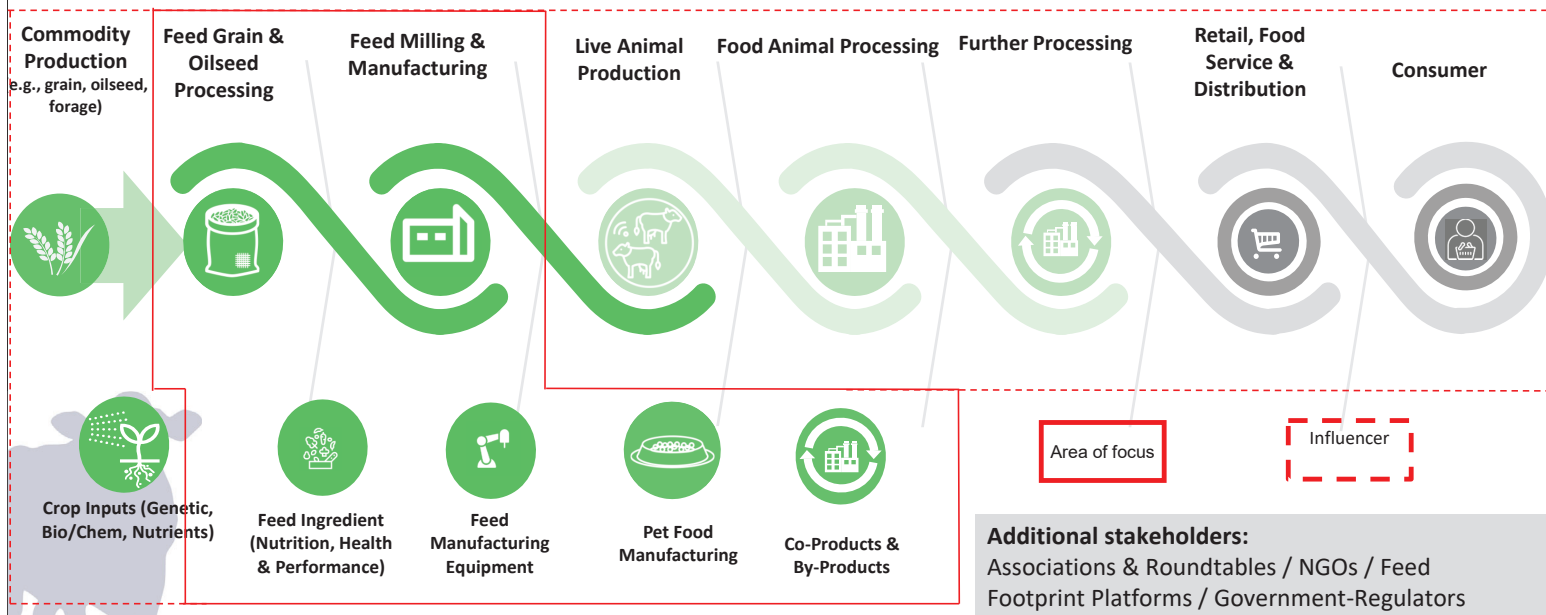 Commodity
Production
e.g., grain, oilseed,
forage)
Feed Grain &
Oilseed
Processing
Feed Milling &
Manufacturing
Live Animal
Production
Food Animal Processing
Further Processing
Retail, Food
Service &
Distribution
Consumer
Crop Inputs (Genetic,
Bio/Chem, Nutrients)
Feed Ingredient
(Nutrition, Health
& Performance)
Feed
Manufacturing
Equipment
Pet Food
Manufacturing
Co-Products &
By-Products
Area of focus
Influencer
Additional stakeholders:
Associations & Roundtables / NGOs / Feed
Footprint Platforms / Government-Regulators